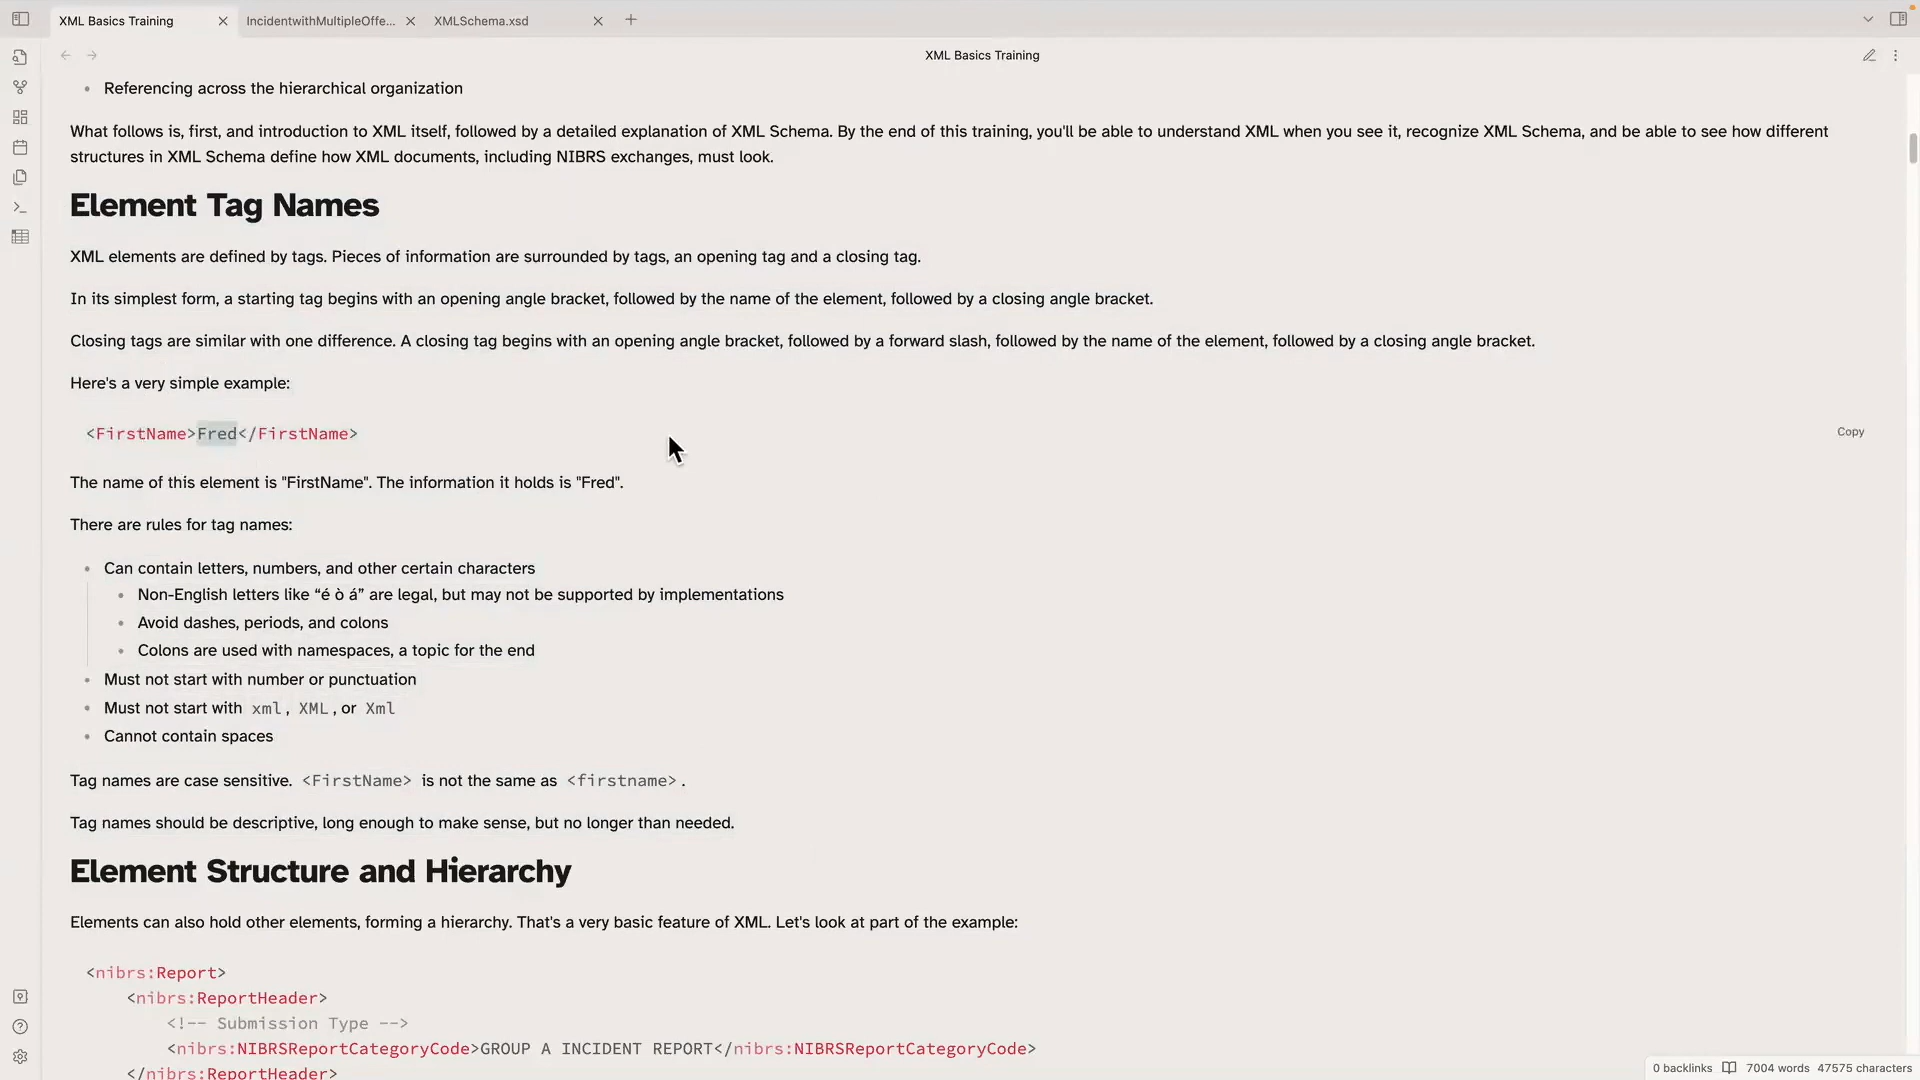 XML Basics Training
IncidentwithMultipleOffe...
XMLSchema.xsd
XML Basics Training
• Referencing across the hierarchical organization
What follows is, first, and introduction to XML itself, followed by a detailed explanation of XML Schema. By the end of this training, you'll be able to understand XML when you see it, recognize XML Schema, and be able to see how different
structures in XML Schema define how XML documents, including NIBRS exchanges, must look.
Element Tag Names
XML elements are defined by tags. Pieces of information are surrounded by tags, an opening tag and a closing tag.
In its simplest form, a starting tag begins with an opening angle bracket, followed by the name of the element, followed by a closing angle bracket.
Closing tags are similar with one difference. A closing tag begins with an opening angle bracket, followed by a forward slash, followed by the name of the element, followed by a closing angle bracket.
Here's a very simple example:
<FirstName>Fred</FirstName>
Copy
The name of this element is "FirstName". The information it holds is "Fred".
There are rules for tag names:
• Can contain letters, numbers, and other certain characters
• Non-English letters like “é ò á” are legal, but may not be supported by implementations
• Avoid dashes, periods, and colons
• Colons are used with namespaces, a topic for the end
• Must not start with number or punctuation
• Must not start with xml, XML, or Xml
• Cannot contain spaces
Tag names are case sensitive. <FirstName> is not the same as <firstname>.
Tag names should be descriptive, long enough to make sense, but no longer than needed.
Element Structure and Hierarchy
Elements can also hold other elements, forming a hierarchy. That's a very basic feature of XML. Let's look at part of the example:
<nibrs:Report>
<nibrs:ReportHeader>
<!-- Submission Type -->
<nibrs:NIBRSReportCategoryCode>GROUP A INCIDENT REPORT</nibrs:NIBRSReportCategoryCode>
</nibrs:ReportHeader>
0 backlinks 7004 words 47575 characters